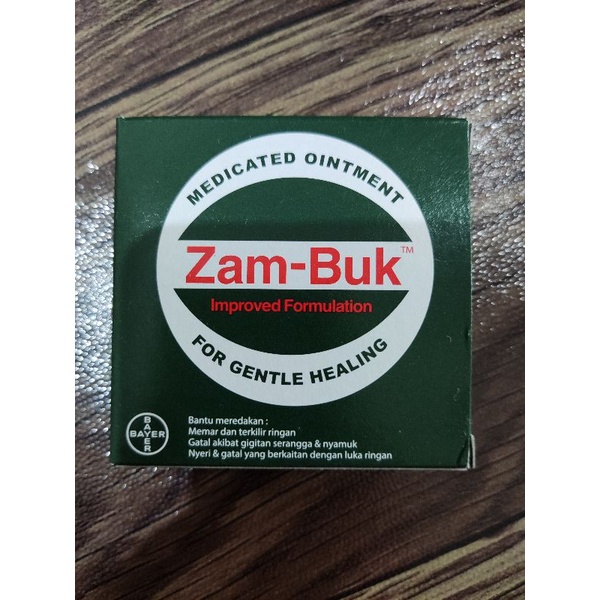 MEDICATED OINTMENT
Zam-Buk™
Improved Formulation
FOR GENTLE HEALING
BAYER
BAYER
Bantu meredakan :
Memar dan terkilir ringan
Gatal akibat gigitan serangga & nyamuk
Nyeri & gatal yang berkaitan dengan luka ringan